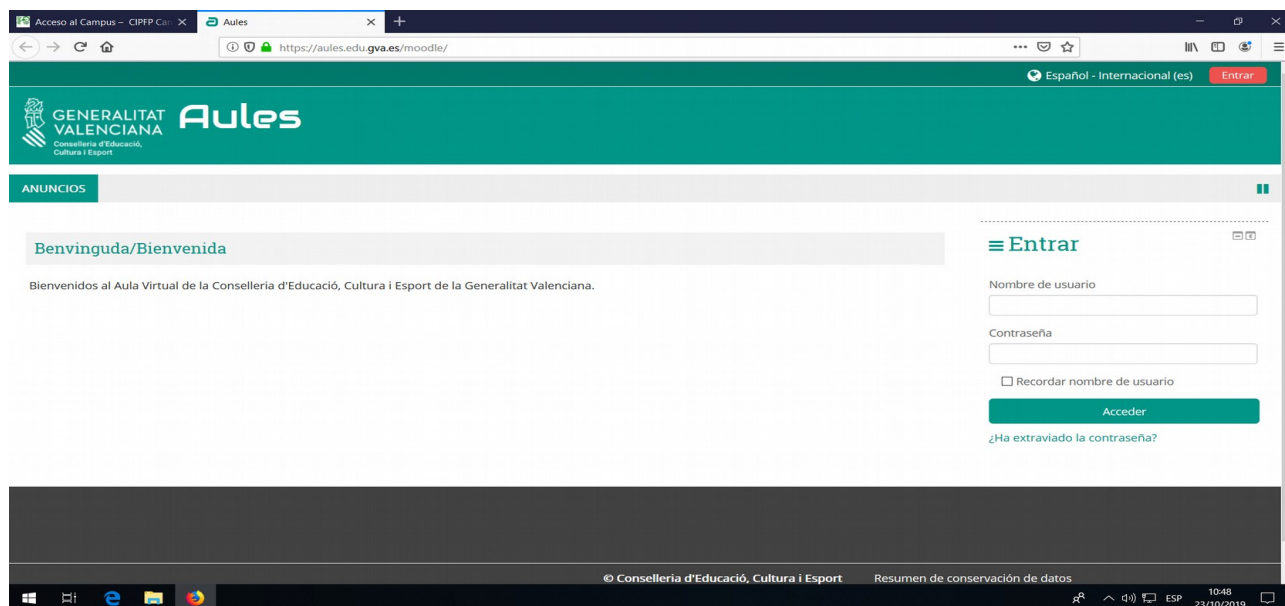 Acceso al Campus – CIPFP Can
Aules
https://aules.edu.gva.es/moodle/
Español - Internacional (es)
Entrar
GENERALITAT
VALENCIANA
Conselleria d'Educació,
Cultura i Esport
Aules
ANUNCIOS
Benvinguda/Bienvenida
Bienvenidos al Aula Virtual de la Conselleria d'Educació, Cultura i Esport de la Generalitat Valenciana.
Entrar
Nombre de usuario
Contraseña
Recordar nombre de usuario
Acceder
¿Ha extraviado la contraseña?
© Conselleria d'Educació, Cultura i Esport
Resumen de conservación de datos
ESP
10:48
23/10/2019